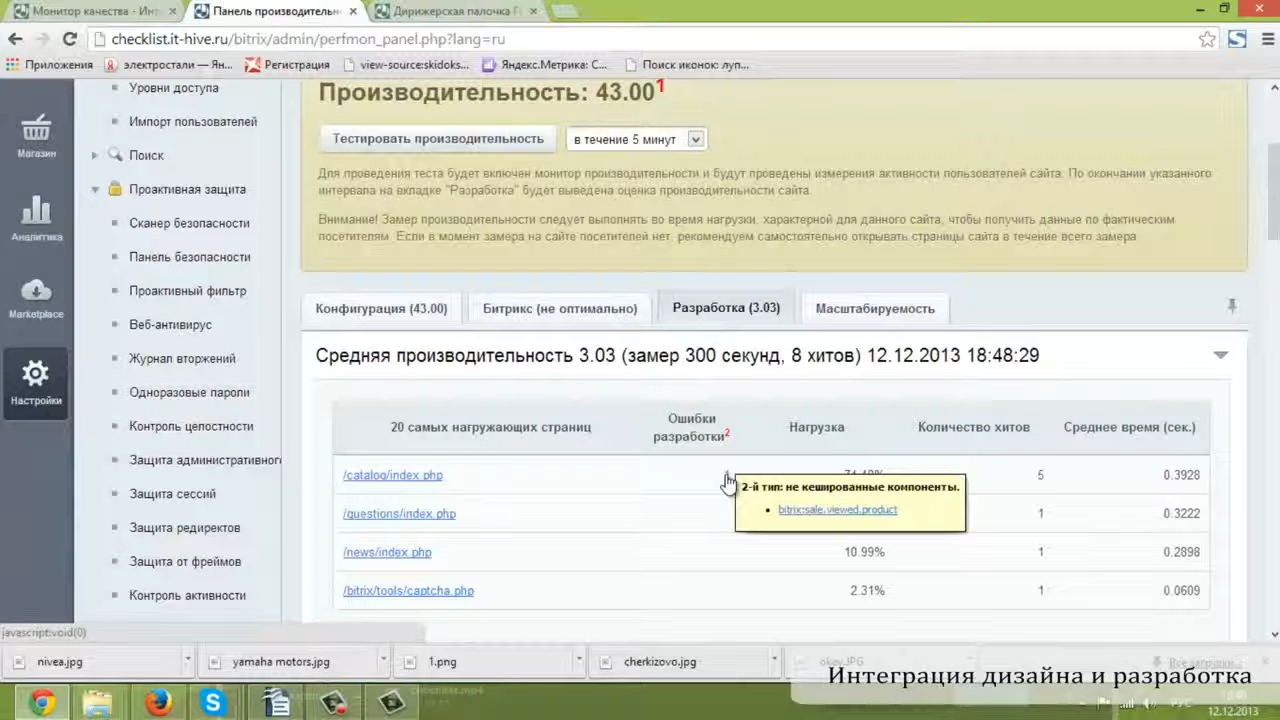 Монитор качества - Инт
Панель производительн
Дирижерская палочка Г
checklist.it-hive.ru/bitrix/admin/perfmon_panel.php?lang=ru
Приложения
электростали — Ян...
Регистрация
view-source:skidoks...
Яндекс.Метрика: С...
Поиск иконок: луп...
Магазин
Аналитика
Marketplace
Настройки
Уровни доступа
Импорт пользователей
Поиск
Проактивная защита
Сканер безопасности
Панель безопасности
Проактивный фильтр
Веб-антивирус
Журнал вторжений
Одноразовые пароли
Контроль целостности
Защита административног
Защита сессий
Защита редиректов
Защита от фреймов
Контроль активности
Производительность: 43.00¹
Тестировать производительность
в течение 5 минут
Для проведения теста будет включен монитор производительности и будут проведены измерения активности пользователей сайта. По окончании указанного
интервала на вкладке "Разработка" будет выведена оценка производительности сайта.
Внимание! Замер производительности следует выполнять во время нагрузки, характерной для данного сайта, чтобы получить данные по фактическим
посетителям. Если в момент замера на сайте посетителей нет, рекомендуем самостоятельно открывать страницы сайта в течение всего замера
Конфигурация (43.00)
Битрикс (не оптимально)
Разработка (3.03)
Масштабируемость
Средняя производительность 3.03 (замер 300 секунд, 8 хитов) 12.12.2013 18:48:29
20 самых нагружающих страниц
Ошибки
разработки²
Нагрузка
Количество хитов
Среднее время (сек.)
/catalog/index.php 5 0.3928
2-й тип: не кешированные компоненты.
bitrix:sale.viewed.product
/questions/index.php 1 0.3222
/news/index.php 10.99% 1 0.2898
/bitrix/tools/captcha.php 2.31% 1 0.0609
javascript:void(0)
nivea.jpg
yamaha motors.jpg
1.png
cherkizovo.jpg
okey.JPG
Все загрузки...
Интеграция дизайна и разработка
РУС
12.12.2013